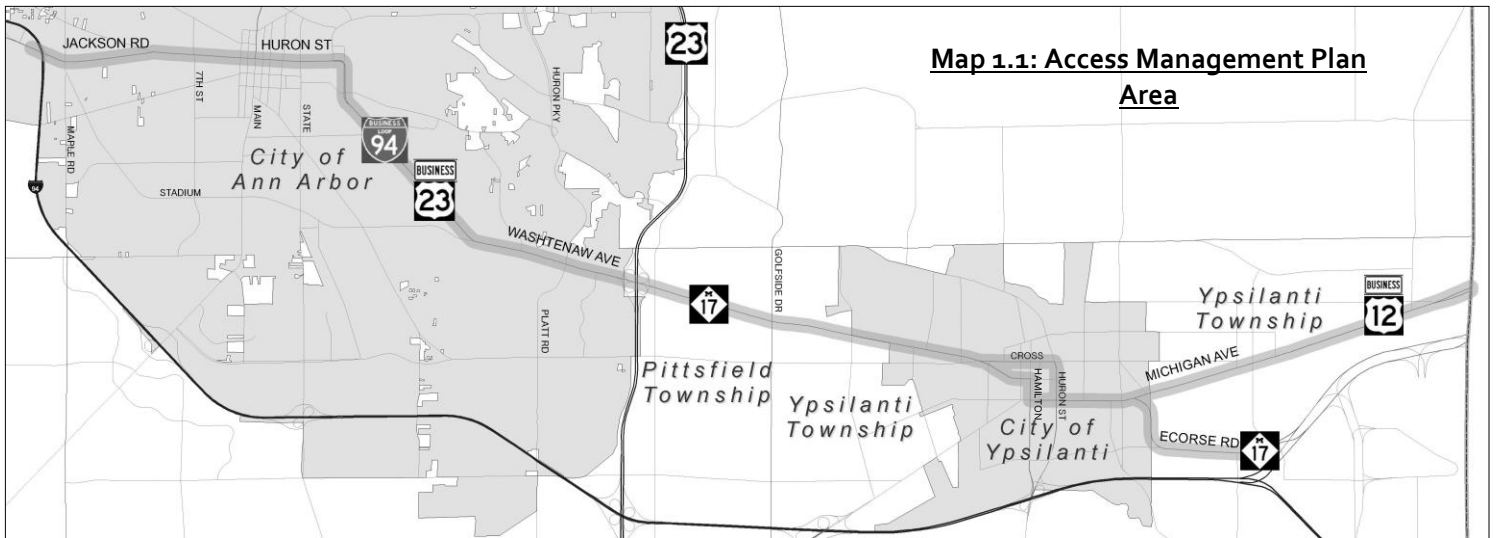 Map 1.1: Access Management Plan
Area
JACKSON RD
HURON ST
23
7TH ST
MAIN
STATE
HURON PKY
MAPLE RD
BUSINESS
LOOP
94
City of
Ann Arbor
BUSINESS
23
94
STADIUM
WASHTENAW AVE
GOLFSIDE DR
M
17
PLATT RD
Pittsfield
Township
Ypsilanti
Township
CROSS
HAMILTON
HURON ST
City of
Ypsilanti
Ypsilanti
Township
BUSINESS
12
MICHIGAN AVE
ECORSE RD
M
17